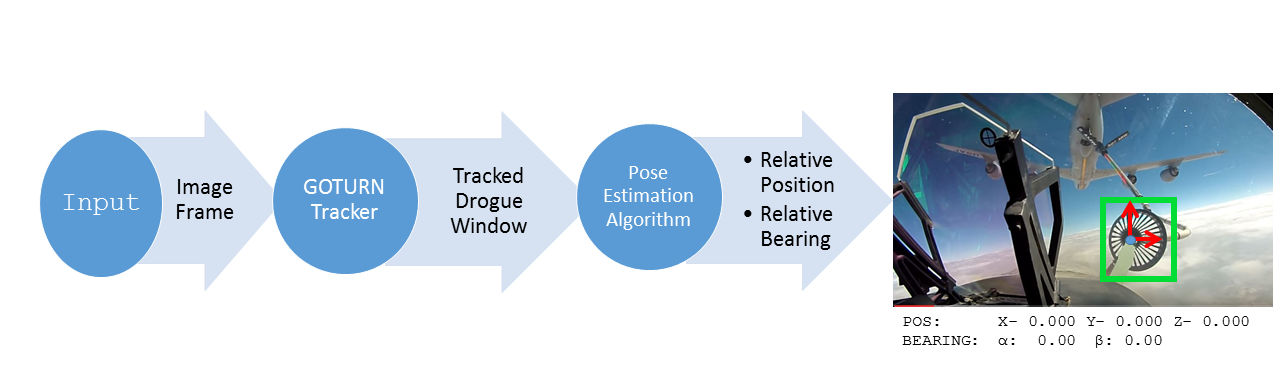 Input
Image
Frame
GOTURN
Tracker
Tracked
Drogue
Window
Pose
Estimation
Algorithm
• Relative
Position
• Relative
Bearing
POS: X- 0.000 Y- 0.000 Z- 0.000
BEARING: α: 0.00 β: 0.00